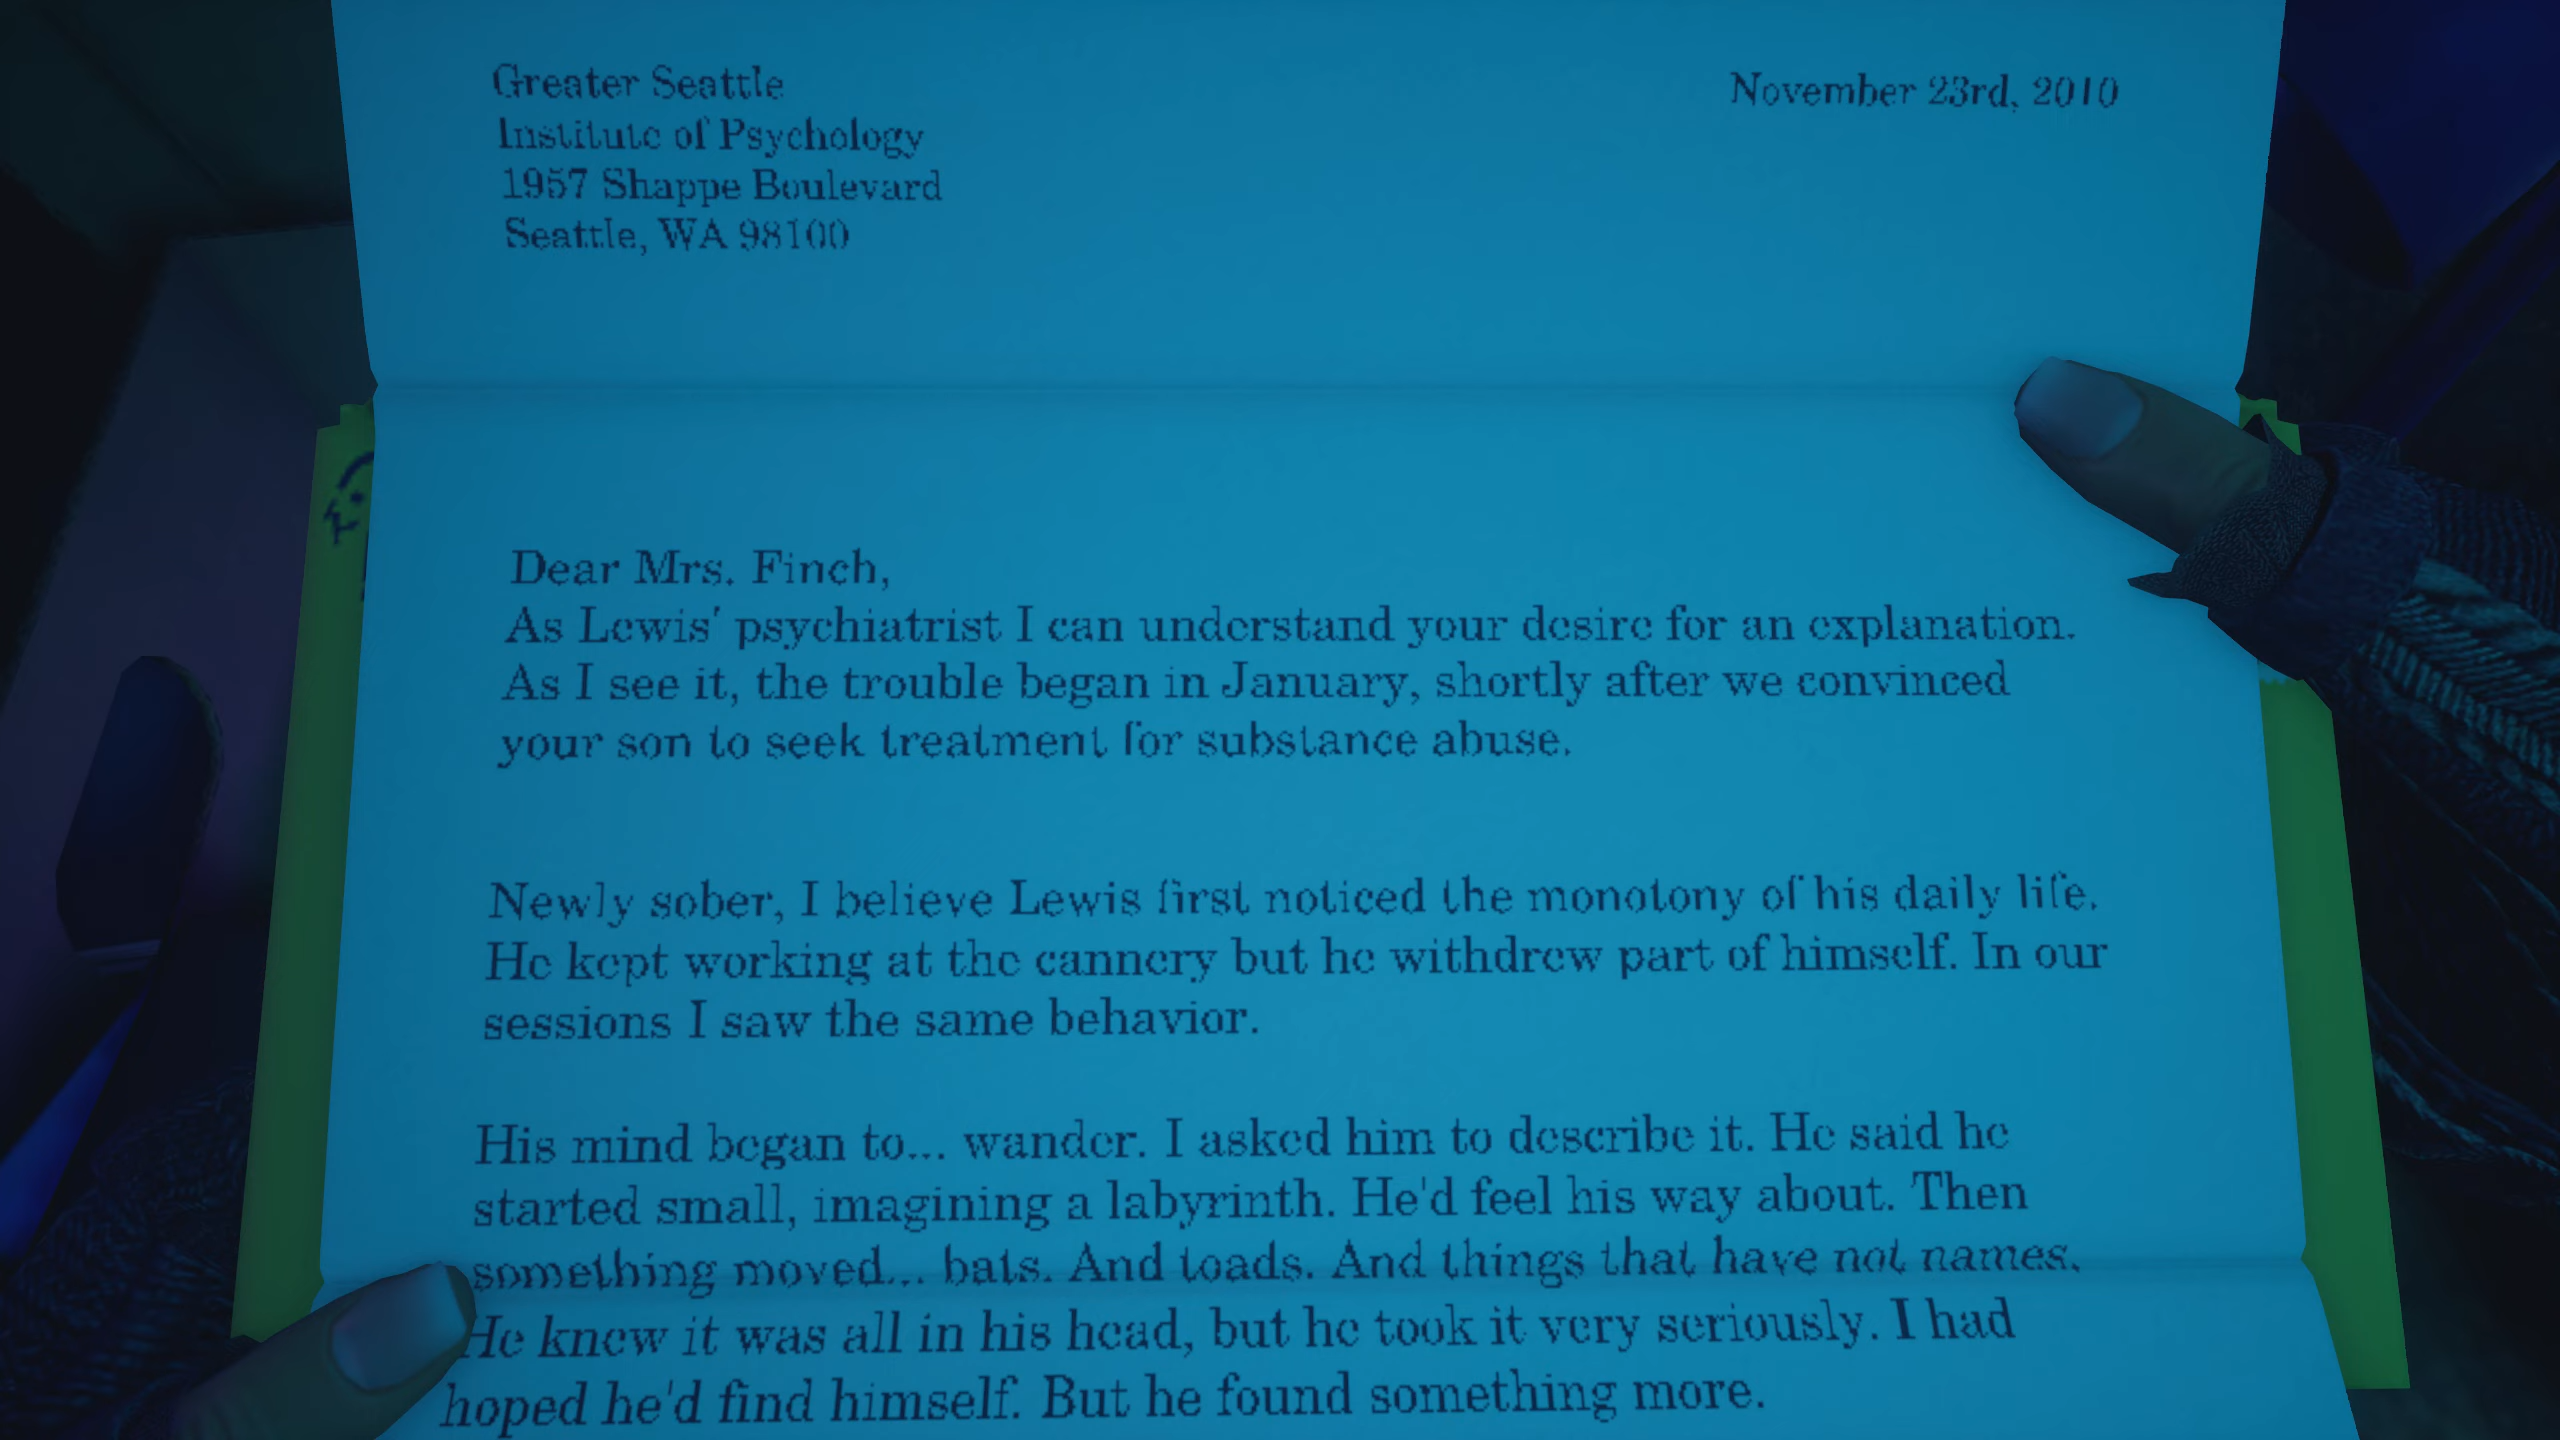 Greater Seattle
Institute of Psychology
1957 Shappe Boulevard
Seattle, WA 98100
November 23rd, 2010
Dear Mrs. Finch,
As Lewis' psychiatrist I can understand your desire for an explanation.
As I see it, the trouble began in January, shortly after we convinced
your son to seek treatment for substance abuse.
Newly sober, I believe Lewis first noticed the monotony of his daily life.
He kept working at the cannery but he withdrew part of himself. In our
sessions I saw the same behavior.
His mind began to... wander. I asked him to describe it. He said he
started small, imagining a labyrinth. He'd feel his way about. Then
something moved... bats. And toads. And things that have not names.
He knew it was all in his head, but he took it very seriously. I had
hoped he'd find himself. But he found something more.